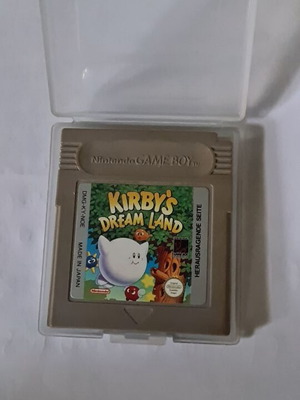 Nintendo GAME BOY
KIRBY'S
DREAM LAND
DMG-KY-NOE
MADE IN JAPAN
HERAUSRAGENDE SEITE
Nintendo